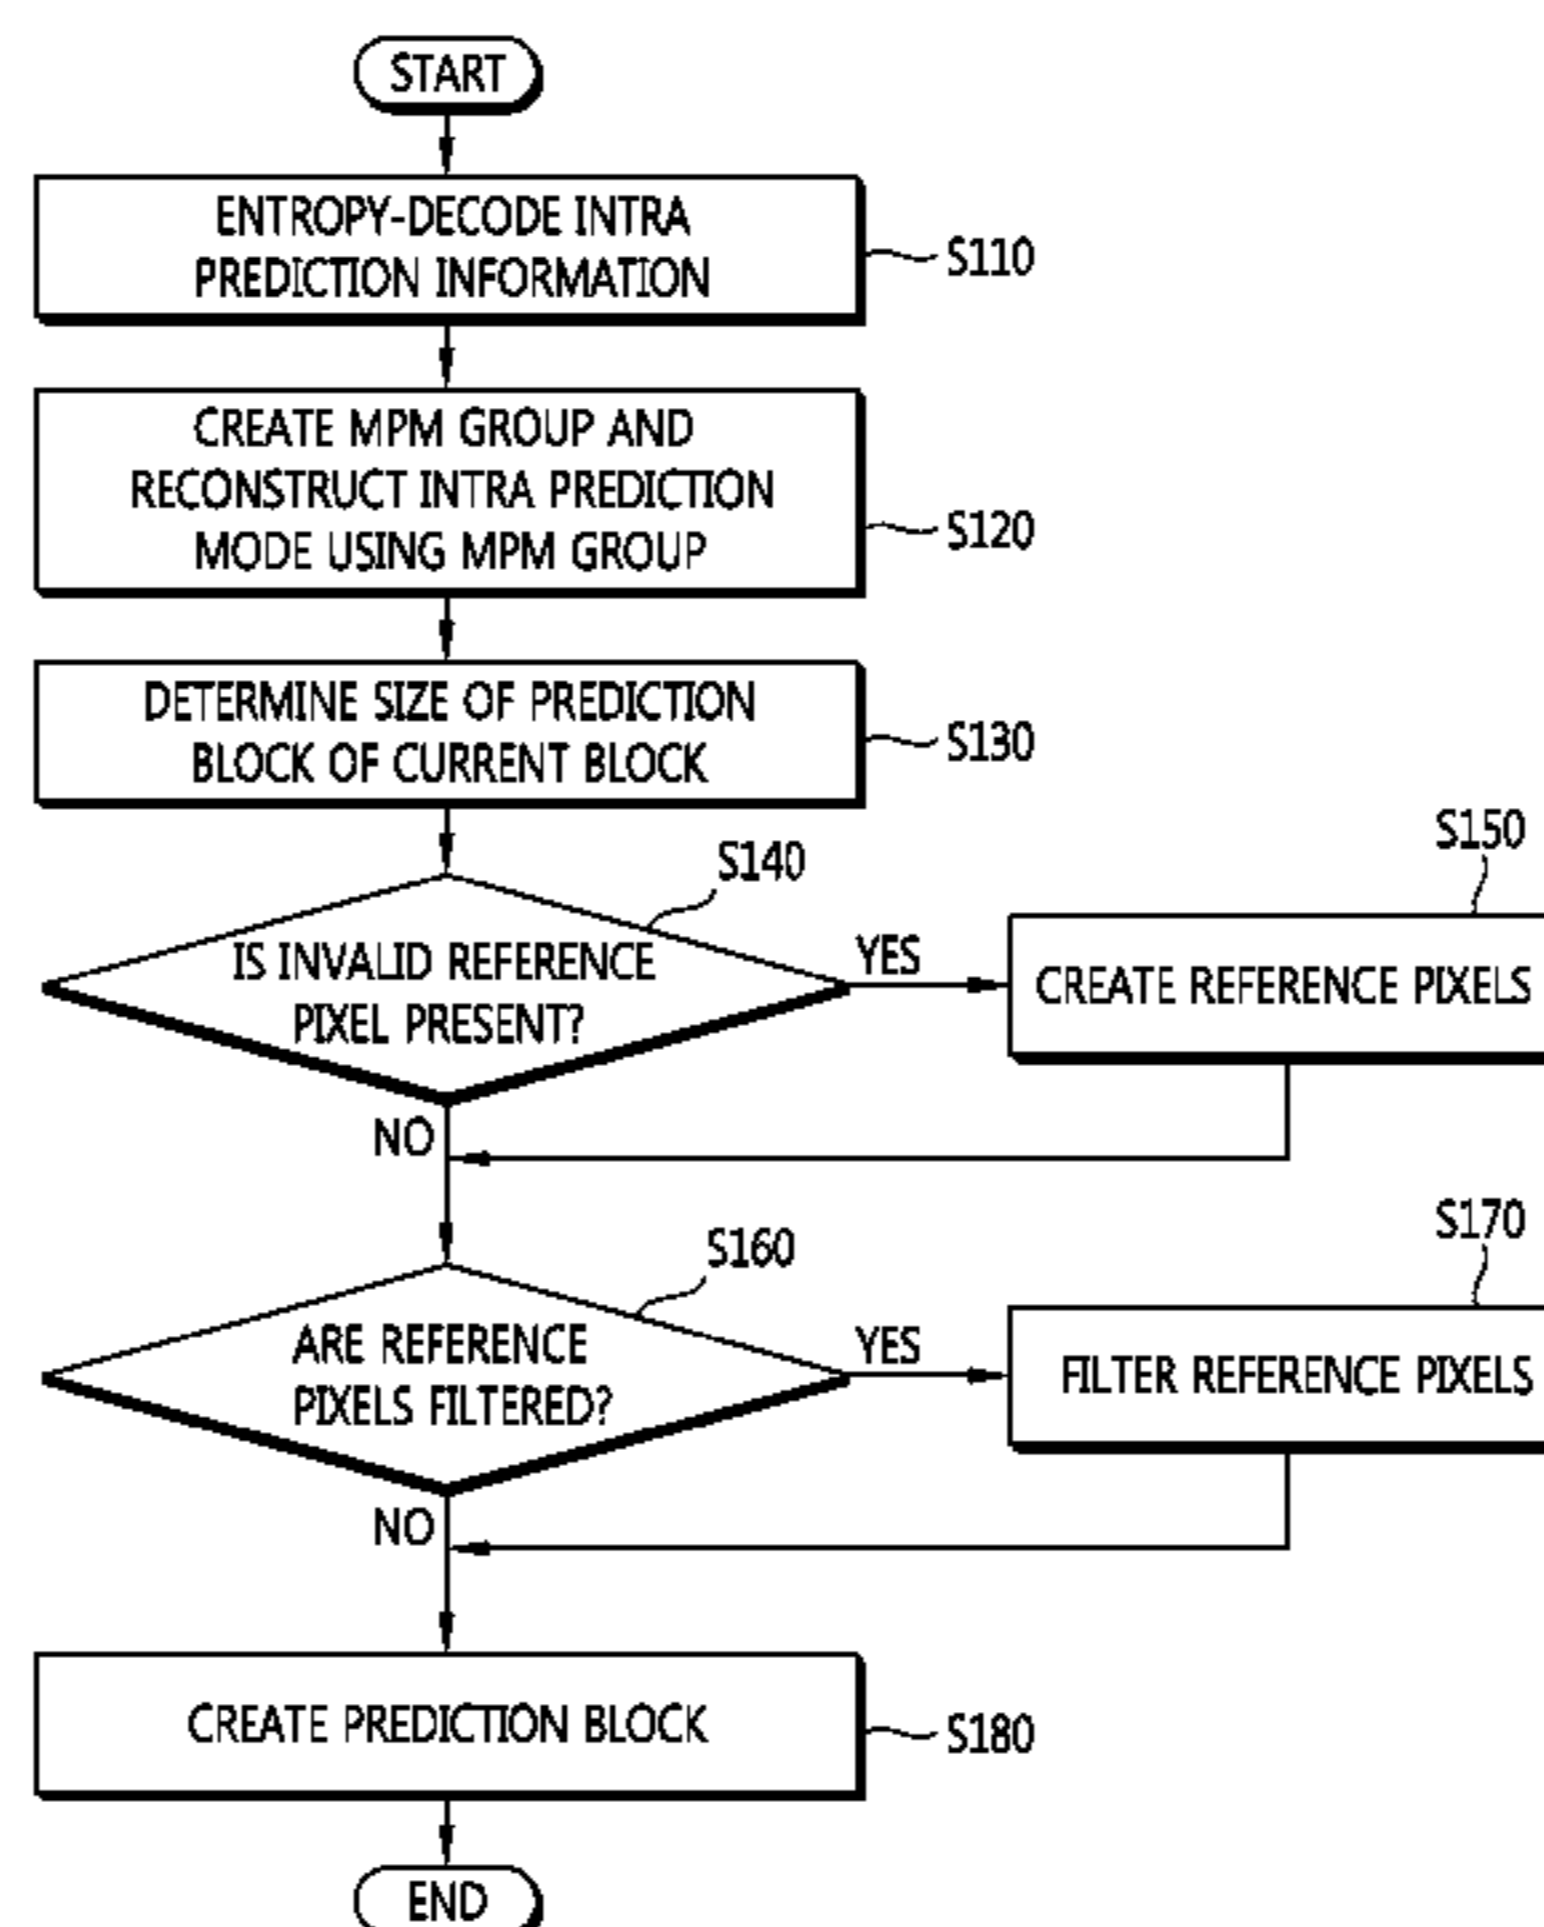 START
ENTROPY-DECODE INTRA
PREDICTION INFORMATION
S110
CREATE MPM GROUP AND
RECONSTRUCT INTRA PREDICTION
MODE USING MPM GROUP
S120
DETERMINE SIZE OF PREDICTION
BLOCK OF CURRENT BLOCK
S130
S140
IS INVALID REFERENCE
PIXEL PRESENT?
YES
S150
CREATE REFERENCE PIXELS
NO
S160
ARE REFERENCE
PIXELS FILTERED?
YES
S170
FILTER REFERENCE PIXELS
NO
CREATE PREDICTION BLOCK
S180
END